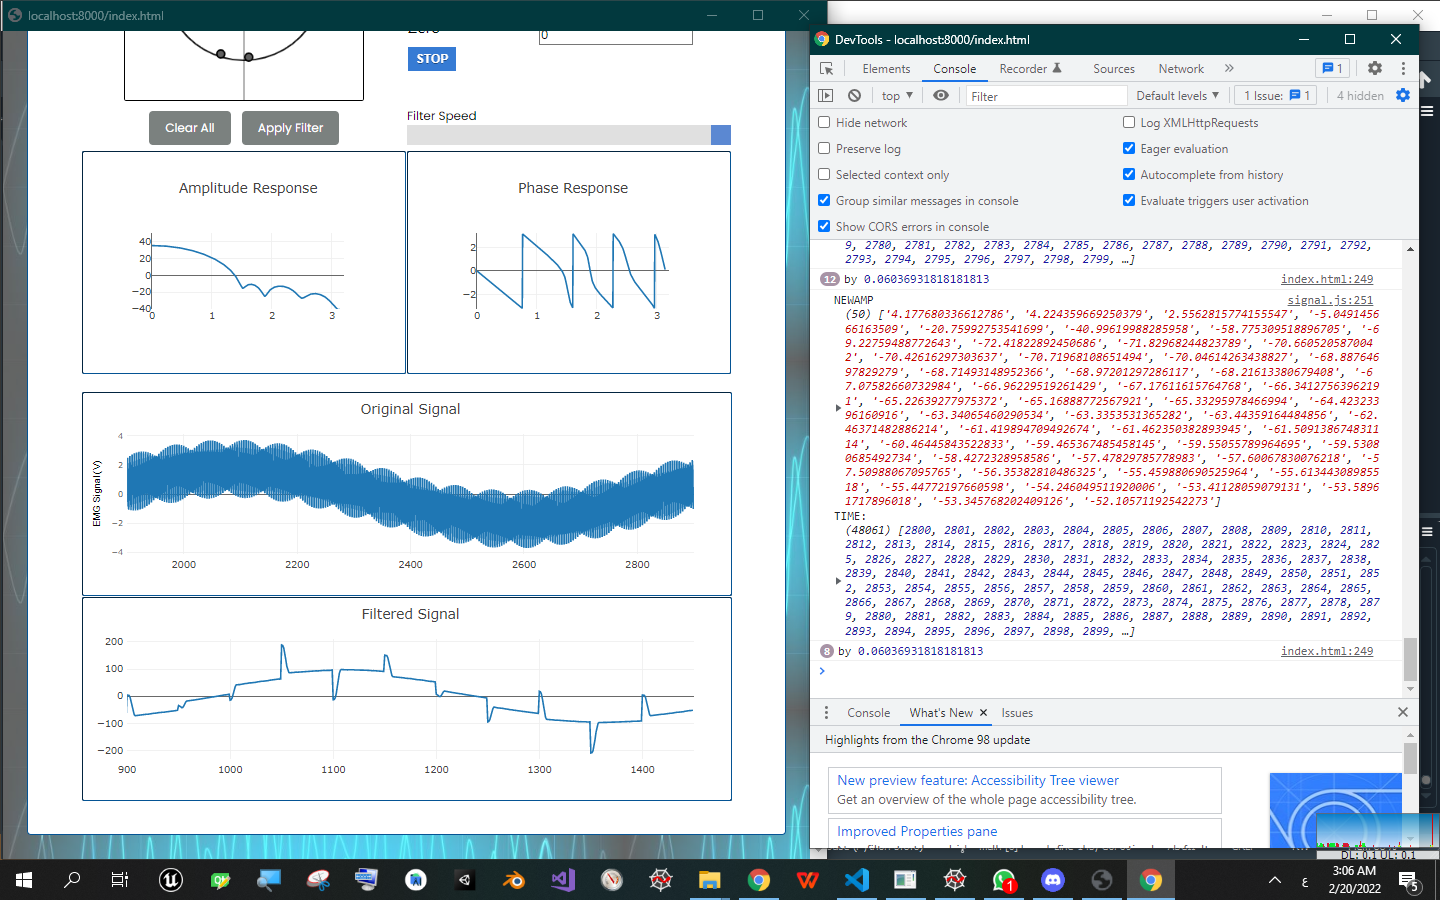 localhost:8000/index.html
Zero
0
STOP
Clear All
Apply Filter
Filter Speed
Amplitude Response
40
20
0
−20
−40
0
1
2
3
Phase Response
2
0
−2
0
1
2
3
Original Signal
EMG Signal(V)
4
2
0
−2
−4
2000
2200
2400
2600
2800
Filtered Signal
200
100
0
−100
−200
900
1000
1100
1200
1300
1400
DevTools - localhost:8000/index.html
Elements
Console
Recorder
Sources
Network
»
1
top ▼
Filter
Default levels ▼
1 Issue: 1
4 hidden
Hide network
Log XMLHttpRequests
Preserve log
Eager evaluation
Selected context only
Autocomplete from history
Group similar messages in console
Evaluate triggers user activation
Show CORS errors in console
9, 2780, 2781, 2782, 2783, 2784, 2785, 2786, 2787, 2788, 2789, 2790, 2791, 2792,
2793, 2794, 2795, 2796, 2797, 2798, 2799, …]
12 by 0.06036931818181813 index.html:249
NEWAMP signal.js:251
(50) ['4.177680336612786', '4.224359669250379', '2.5562815774155547', '-5.0491456
66163509', '-20.75992753541699', '-40.99619988285958', '-58.775309518896705', '-6
9.22759488772643', '-72.41822892450686', '-71.82968244823789', '-70.660520587004
2', '-70.42616297303637', '-70.71968108651494', '-70.04614263438827', '-68.887646
97829279', '-68.71493148952366', '-68.97201297286117', '-68.21613380679408', '-6
7.07582660732984', '-66.96229519261429', '-67.17611615764768', '-66.3412756396219
1', '-65.22639277975372', '-65.16888772567921', '-65.33295978466994', '-64.423233
96160916', '-63.34065460290534', '-63.3353531365282', '-63.44359164484856', '-62.
46371482886214', '-61.419894709492674', '-61.462350382893945', '-61.5091386748311
14', '-60.46445843522833', '-59.465367485458145', '-59.55055789964695', '-59.5308
0685492734', '-58.4272328958586', '-57.47829785778983', '-57.60067830076218', '-5
7.50988067095765', '-56.35382810486325', '-55.459880690525964', '-55.613443089855
18', '-55.44772197660598', '-54.246049511920006', '-53.41128059079131', '-53.5896
1717896018', '-53.345768202409126', '-52.10571192542273']
TIME:
(48061) [2800, 2801, 2802, 2803, 2804, 2805, 2806, 2807, 2808, 2809, 2810, 2811,
2812, 2813, 2814, 2815, 2816, 2817, 2818, 2819, 2820, 2821, 2822, 2823, 2824, 282
5, 2826, 2827, 2828, 2829, 2830, 2831, 2832, 2833, 2834, 2835, 2836, 2837, 2838,
2839, 2840, 2841, 2842, 2843, 2844, 2845, 2846, 2847, 2848, 2849, 2850, 2851, 285
2, 2853, 2854, 2855, 2856, 2857, 2858, 2859, 2860, 2861, 2862, 2863, 2864, 2865,
2866, 2867, 2868, 2869, 2870, 2871, 2872, 2873, 2874, 2875, 2876, 2877, 2878, 287
9, 2880, 2881, 2882, 2883, 2884, 2885, 2886, 2887, 2888, 2889, 2890, 2891, 2892,
2893, 2894, 2895, 2896, 2897, 2898, 2899, …]
8 by 0.06036931818181813 index.html:249
Console
What's New
Issues
Highlights from the Chrome 98 update
New preview feature: Accessibility Tree viewer
Get an overview of the whole page accessibility tree.
Improved Properties pane
DL: 0.1 UL: 0.1
1
ع
3:06 AM
2/20/2022
5